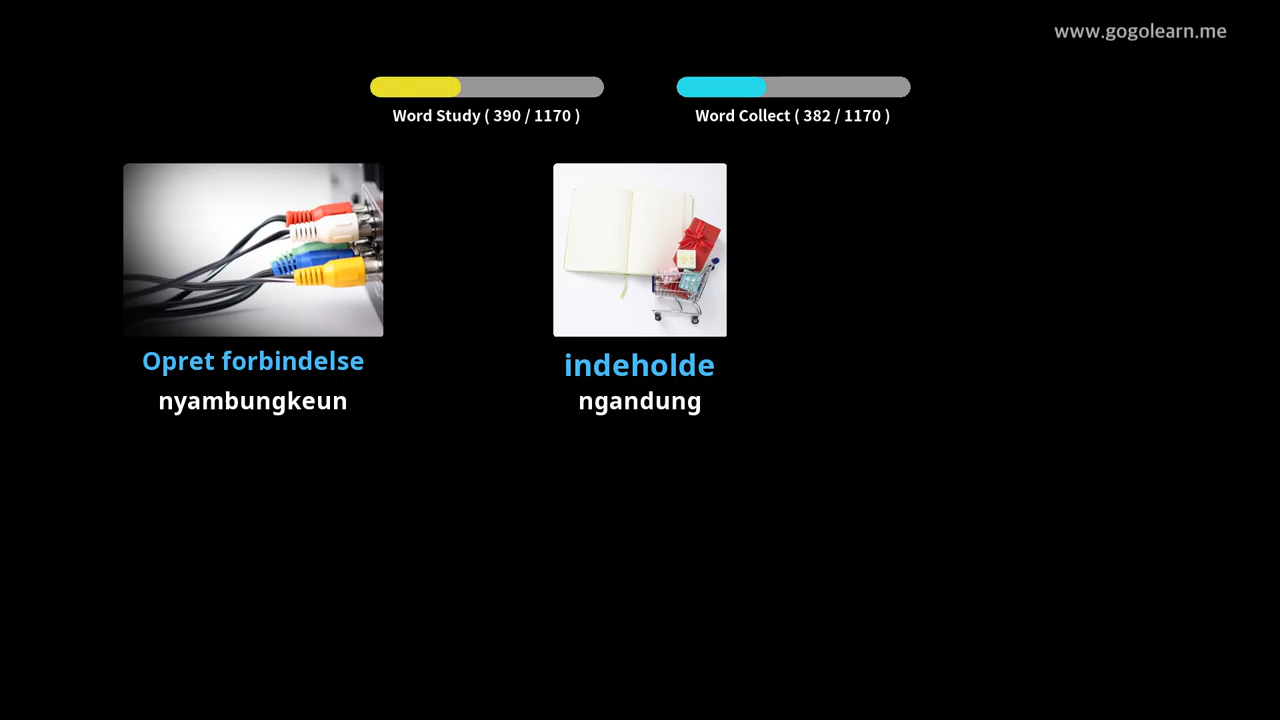 www.gogolearn.me
Word Study ( 390 / 1170 )
Word Collect ( 382 / 1170 )
Opret forbindelse
nyambungkeun
indeholde
ngandung